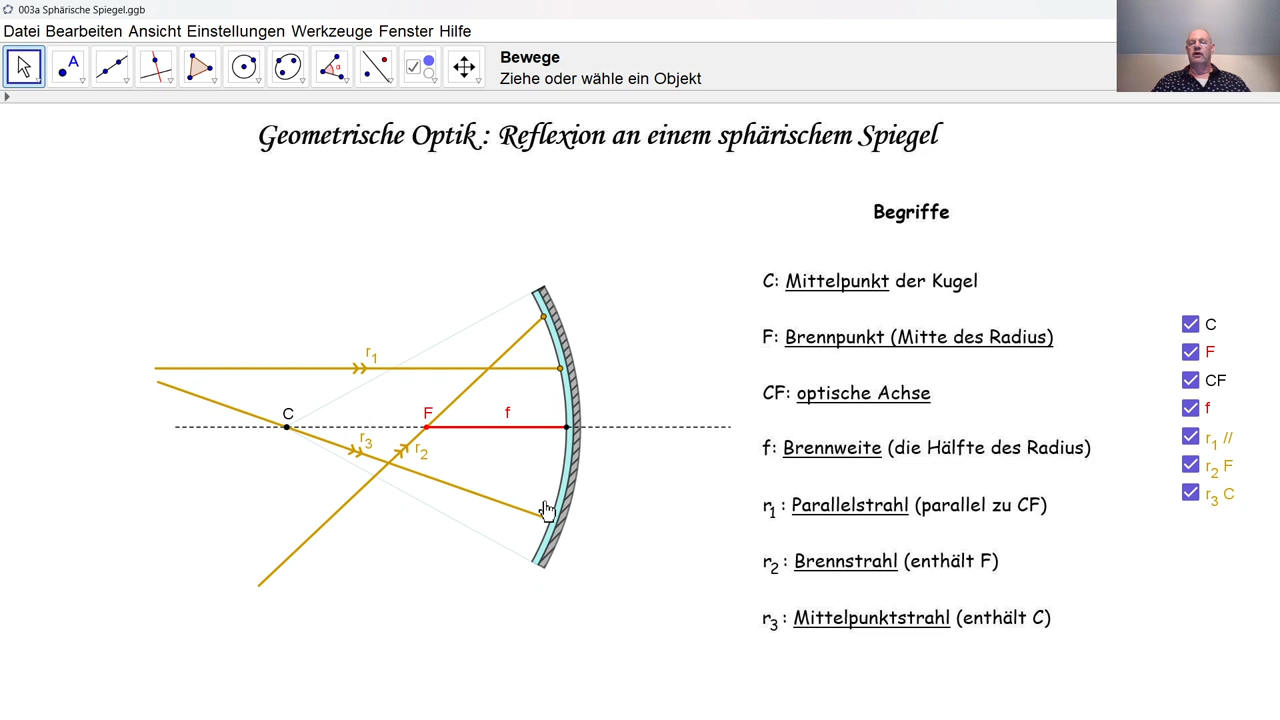 003a Sphärische Spiegel.ggb
Datei Bearbeiten Ansicht Einstellungen Werkzeuge Fenster Hilfe
A
α
Bewege
Ziehe oder wähle ein Objekt
Geometrische Optik : Reflexion an einem sphärischem Spiegel
Begriffe
C: Mittelpunkt der Kugel
F: Brennpunkt (Mitte des Radius)
CF: optische Achse
f: Brennweite (die Hälfte des Radius)
r1 : Parallelstrahl (parallel zu CF)
r2 : Brennstrahl (enthält F)
r3 : Mittelpunktstrahl (enthält C)
r1
C
F
f
r3
r2
C
F
CF
f
r1 //
r2 F
r3 C